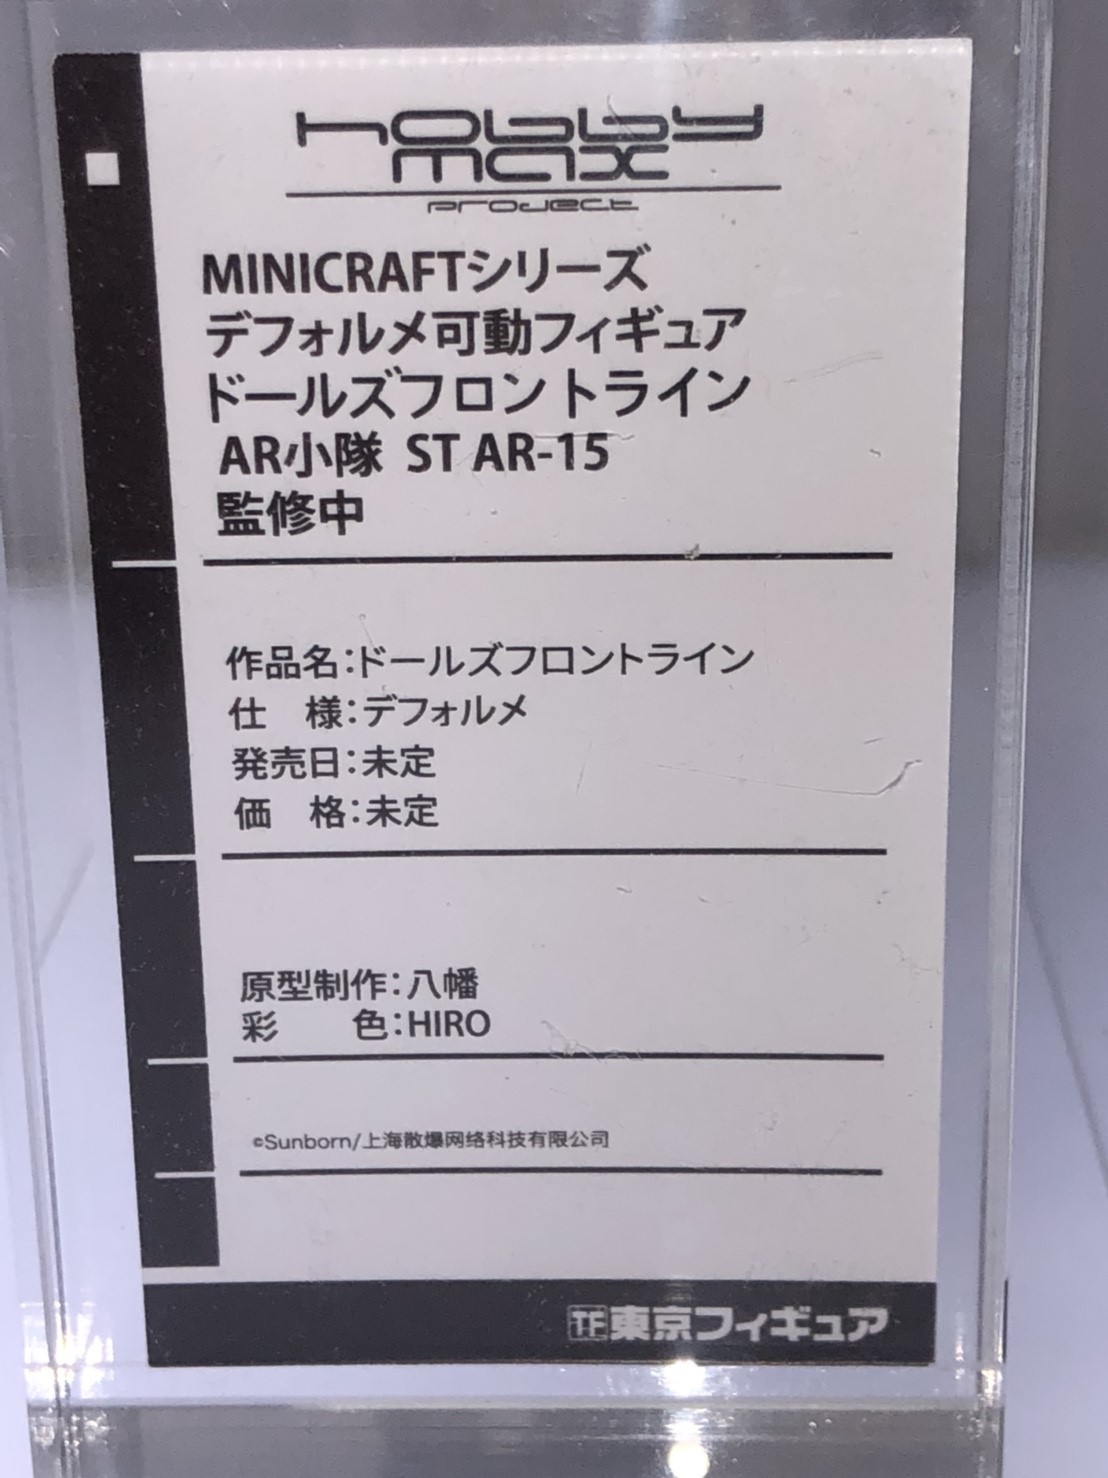 hobby
max
project
MINICRAFTシリーズ
デフォルメ可動フィギュア
ドールズフロントライン
AR小隊 ST AR-15
監修中
作品名：ドールズフロントライン
仕　様：デフォルメ
発売日：未定
価　格：未定
原型制作：八幡
彩　　色：HIRO
©Sunborn/上海散爆网络科技有限公司
TF東京フィギュア